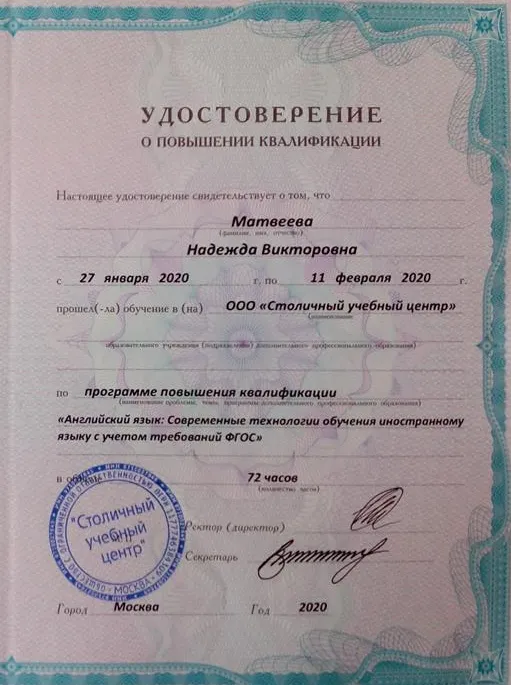 УДОСТОВЕРЕНИЕ
О ПОВЫШЕНИИ КВАЛИФИКАЦИИ
Настоящее удостоверение свидетельствует о том, что
Матвеева
(фамилия, имя, отчество)
Надежда Викторовна
с 27 января 2020 г. по 11 февраля 2020 г.
прошел(-ла) обучение в (на) ООО «Столичный учебный центр»
(наименование
образовательного учреждения (подразделения) дополнительного профессионального образования)
по программе повышения квалификации
(наименование проблемы, темы, программы дополнительного профессионального образования)
«Английский язык: Современные технологии обучения иностранному
языку с учетом требований ФГОС»
в 72 часов
(количество часов)
"Столичный
учебный
центр"
ОБЩЕСТВО С ОГРАНИЧЕННОЙ ОТВЕТСТВЕННОСТЬЮ
МОСКВА
М.П.
Ректор (директор)
Секретарь
Город Москва Год 2020